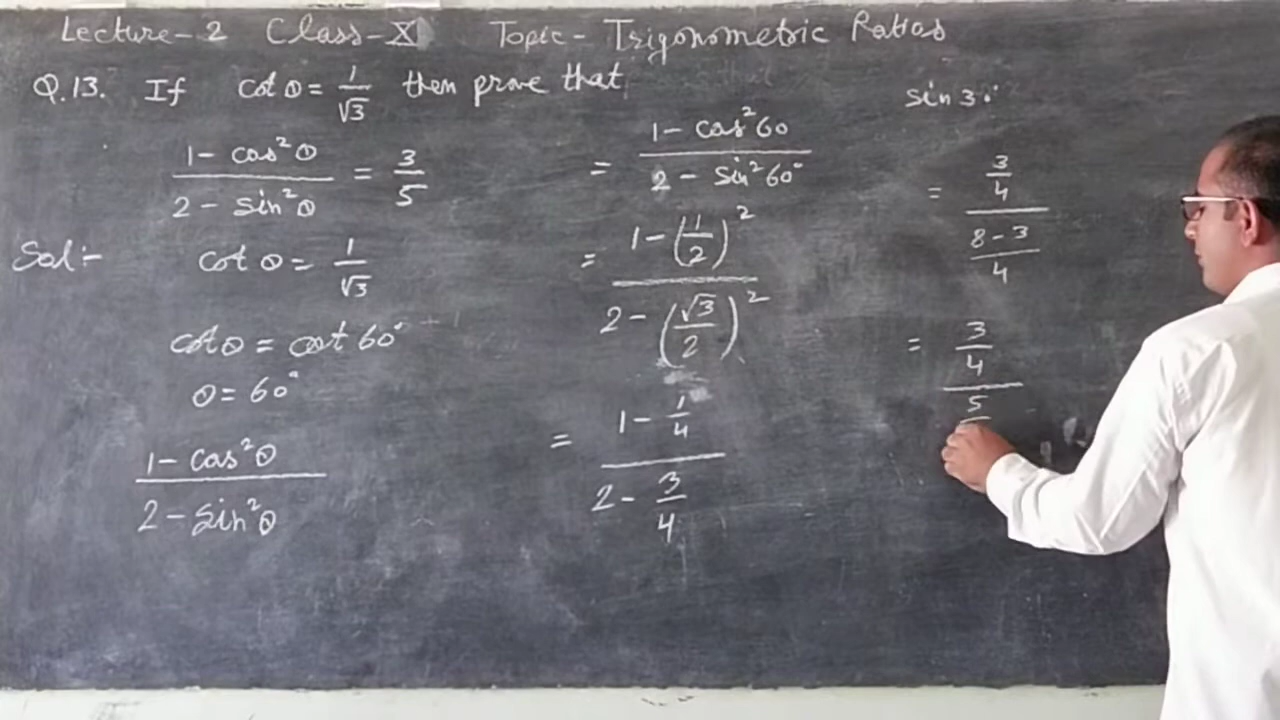 Lecture-2 Class-X Topic- Trigonometric Ratios
Q.13. If cot θ = 1/√3 then prove that
1 - cos²θ / 2 - sin²θ = 3/5
Sol:- cot θ = 1/√3
cot θ = cot 60°
θ = 60°
1 - cos²θ / 2 - sin²θ
= 1 - cos²60 / 2 - sin²60°
= 1 - (1/2)² / 2 - (√3/2)²
= 1 - 1/4 / 2 - 3/4
sin 30°
= 3/4 / 8 - 3/4
= 3/4 / 5